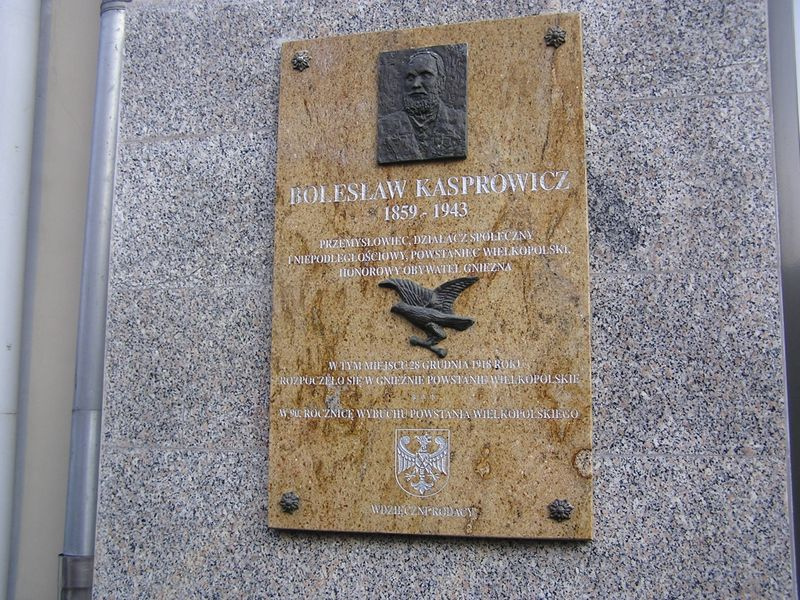 BOLESŁAW KASPROWICZ
1859 - 1943
PRZEMYSŁOWIEC, DZIAŁACZ SPOŁECZNY
I NIEPODLEGŁOŚCIOWY, POWSTANIEC WIELKOPOLSKI,
HONOROWY OBYWATEL GNIEZNA
W TYM MIEJSCU 28 GRUDNIA 1918 ROKU
ROZPOCZĘŁO SIĘ W GNIEŹNIE POWSTANIE WIELKOPOLSKIE
* * *
W 90. ROCZNICĘ WYBUCHU POWSTANIA WIELKOPOLSKIEGO
WDZIĘCZNI RODACY